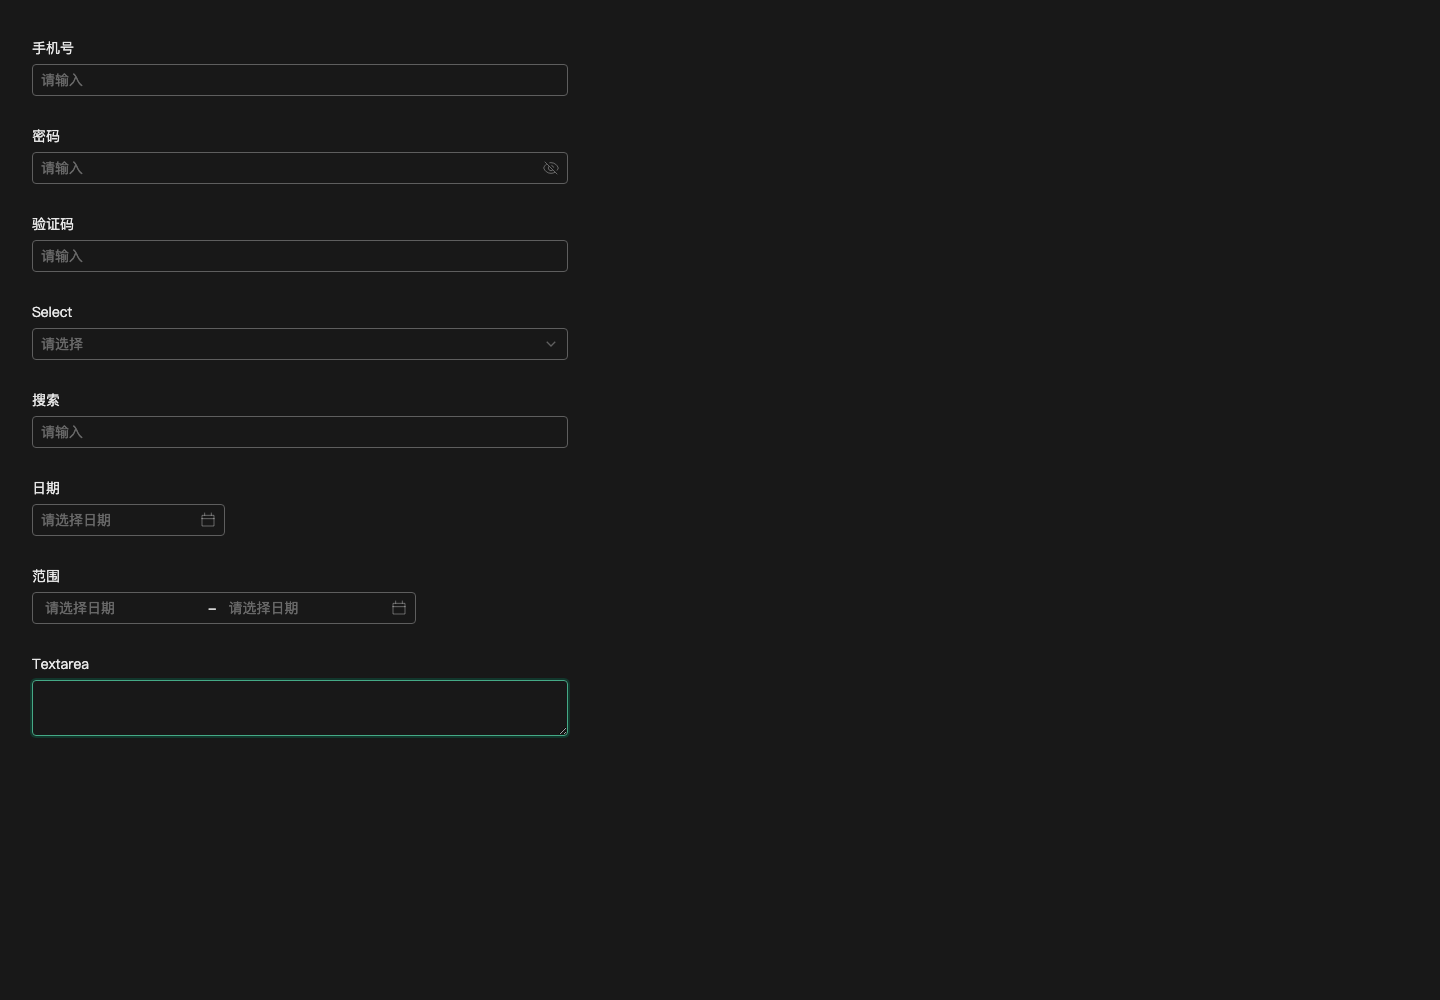 手机号
请输入
密码
请输入
验证码
请输入
Select
请选择
搜索
请输入
日期
请选择日期
范围
请选择日期 – 请选择日期
Textarea